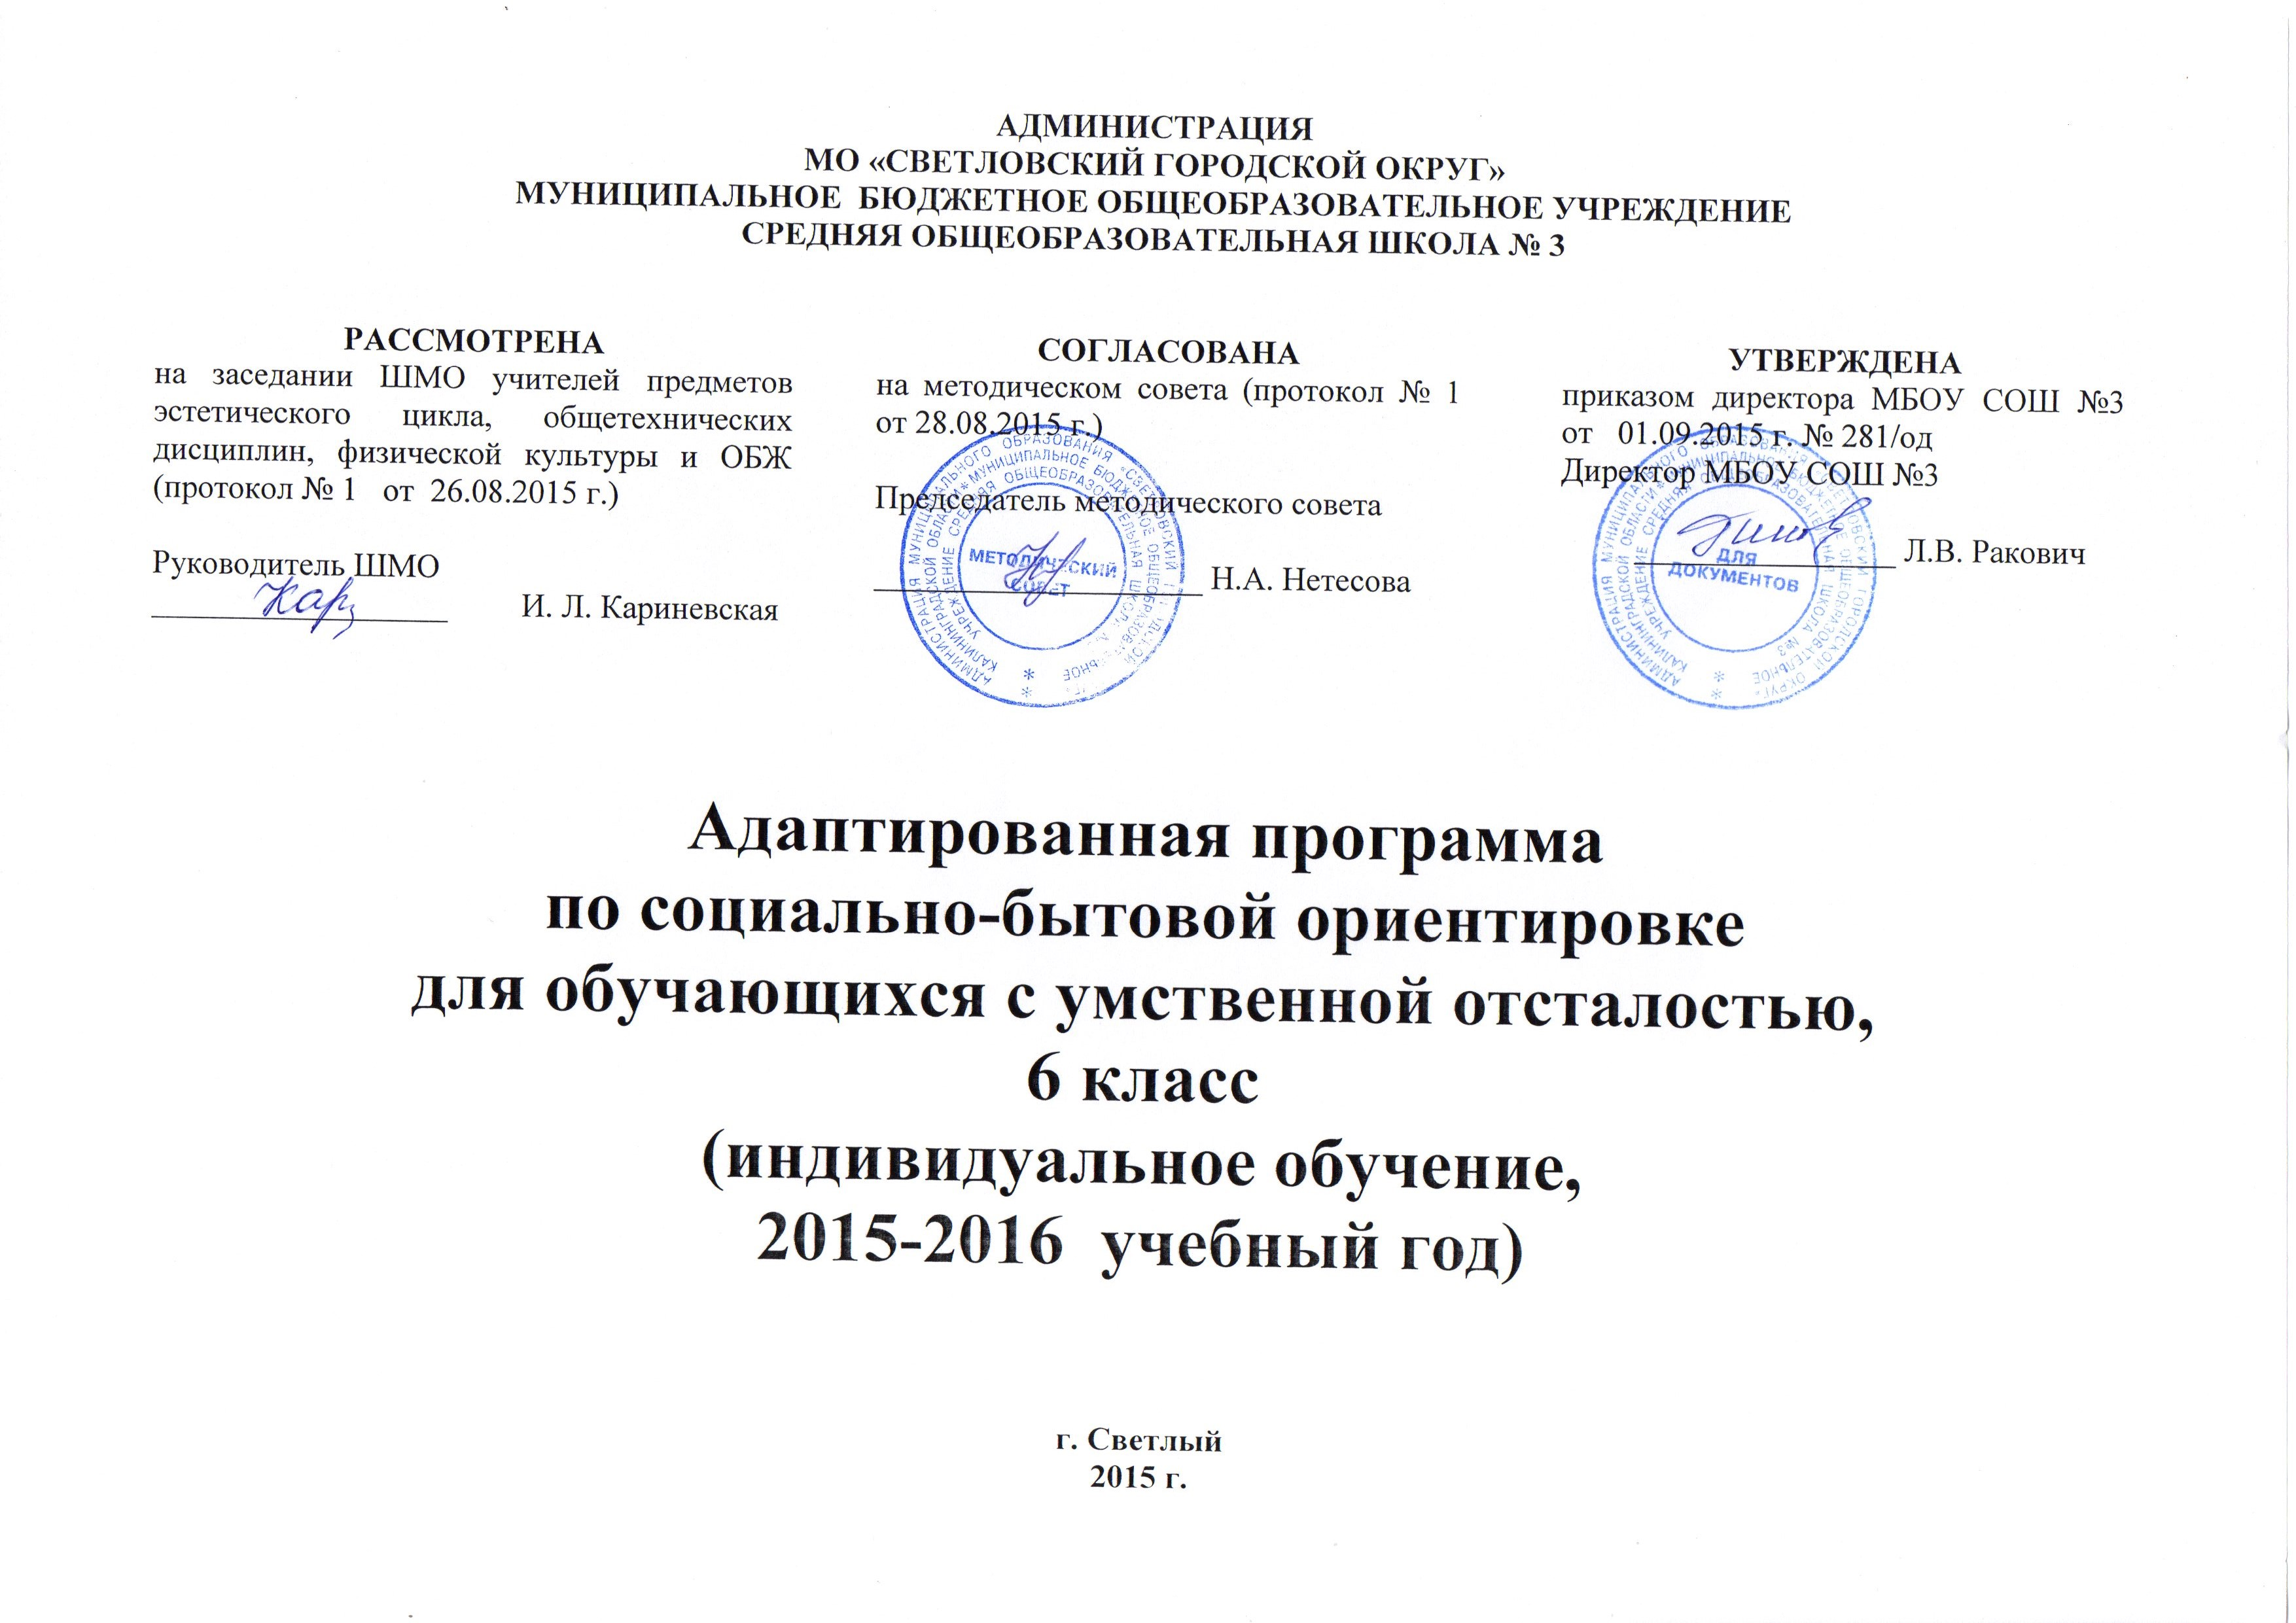 АДМИНИСТРАЦИЯ
МО «СВЕТЛОВСКИЙ ГОРОДСКОЙ ОКРУГ»
МУНИЦИПАЛЬНОЕ БЮДЖЕТНОЕ ОБЩЕОБРАЗОВАТЕЛЬНОЕ УЧРЕЖДЕНИЕ
СРЕДНЯЯ ОБЩЕОБРАЗОВАТЕЛЬНАЯ ШКОЛА № 3
РАССМОТРЕНА
на заседании ШМО учителей предметов
эстетического цикла, общетехнических
дисциплин, физической культуры и ОБЖ
(протокол № 1 от 26.08.2015 г.)
Руководитель ШМО
И. Л. Кариневская
СОГЛАСОВАНА
на методическом совета (протокол № 1
от 28.08.2015 г.)
Председатель методического совета
Н.А. Нетесова
МЕТОДИЧЕСКИЙ
СОВЕТ
УТВЕРЖДЕНА
приказом директора МБОУ СОШ №3
от 01.09.2015 г. № 281/од
Директор МБОУ СОШ №3
Л.В. Ракович
ДЛЯ
ДОКУМЕНТОВ
Адаптированная программа
по социально-бытовой ориентировке
для обучающихся с умственной отсталостью,
6 класс
(индивидуальное обучение,
2015-2016 учебный год)
г. Светлый
2015 г.